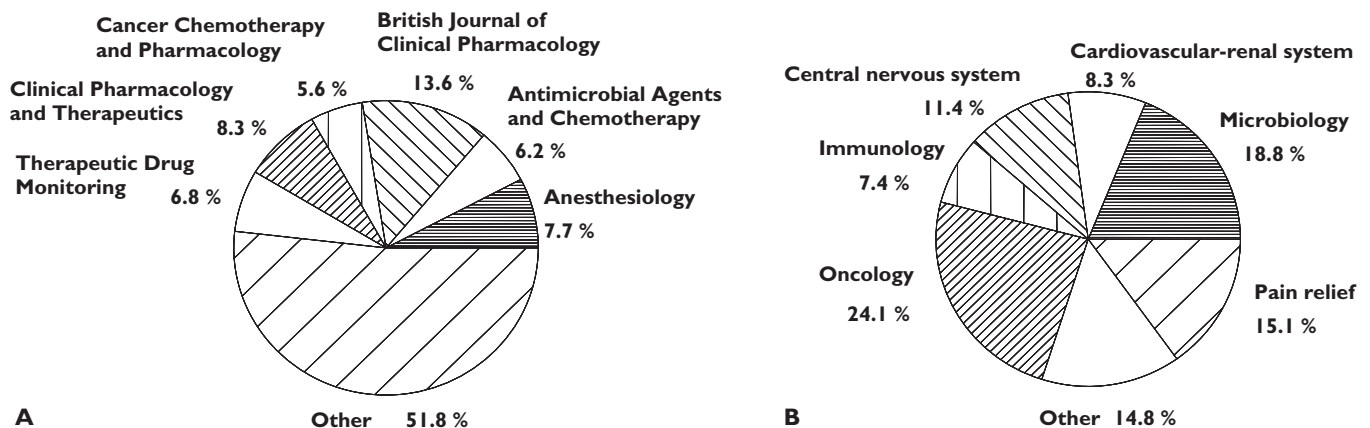 Cancer Chemotherapy
and Pharmacology
5.6 %
British Journal of
Clinical Pharmacology
13.6 %
Clinical Pharmacology
and Therapeutics
8.3 %
Antimicrobial Agents
and Chemotherapy
6.2 %
Therapeutic Drug
Monitoring
6.8 %
Anesthesiology
7.7 %
Other 51.8 %
A
Cardiovascular-renal system
8.3 %
Central nervous system
11.4 %
Microbiology
18.8 %
Immunology
7.4 %
Oncology
24.1 %
Pain relief
15.1 %
Other 14.8 %
B